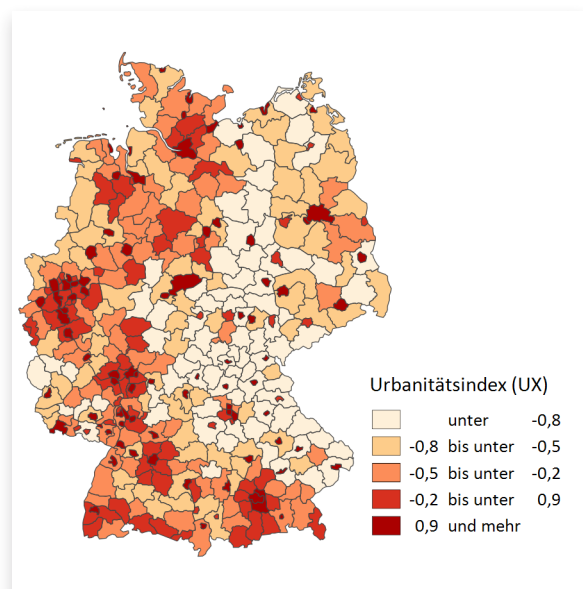 Urbanitätsindex (UX)
unter -0,8
-0,8 bis unter -0,5
-0,5 bis unter -0,2
-0,2 bis unter 0,9
0,9 und mehr